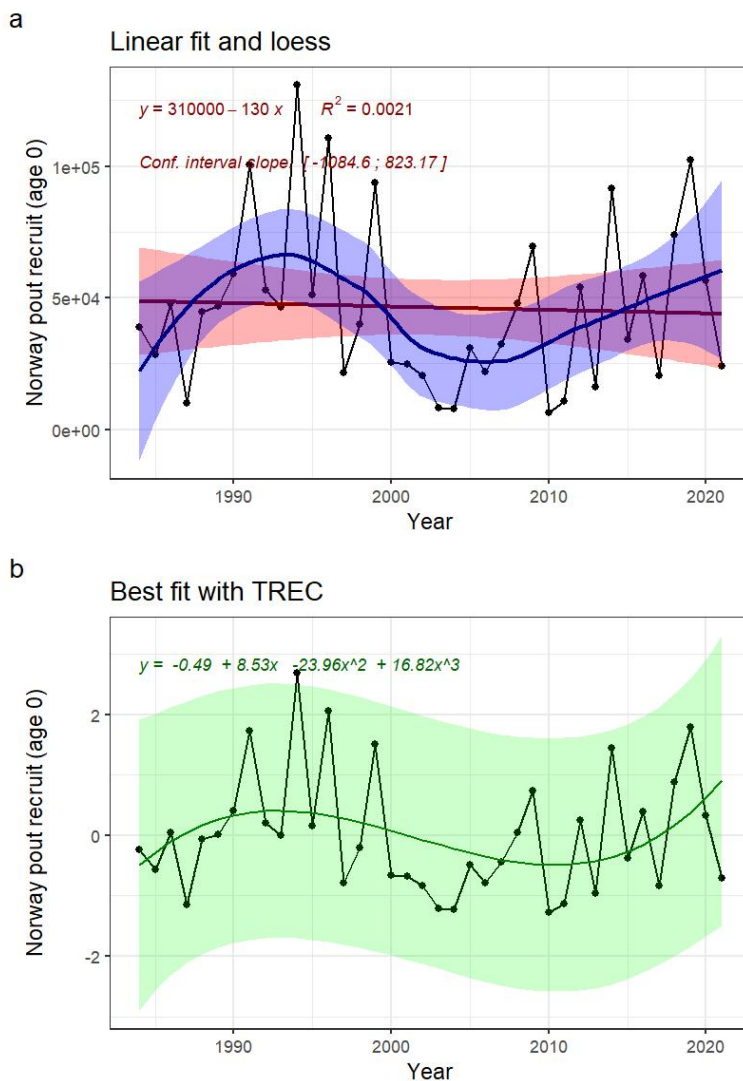 a
Linear fit and loess
y = 310000 − 130 x R² = 0.0021
Conf. interval slope: [ -1084.6 ; 823.17 ]
1e+05
5e+04
0e+00
Norway pout recruit (age 0)
1990 2000 2010 2020
Year
b
Best fit with TREC
y = -0.49 + 8.53x -23.96x^2 + 16.82x^3
2
0
-2
Norway pout recruit (age 0)
1990 2000 2010 2020
Year